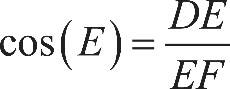 cos(E) = DE/EF